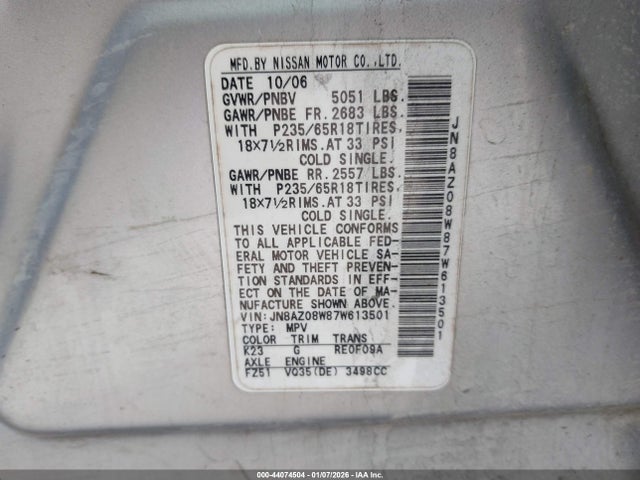 MFD.BY NISSAN MOTOR CO.,LTD.
DATE 10/06
GVWR/PNBV 5051 LBS.
GAWR/PNBE FR. 2683 LBS.
WITH P235/65R18TIRES,
18X7½RIMS.AT 33 PSI
COLD SINGLE.
GAWR/PNBE RR. 2557 LBS.
WITH P235/65R18TIRES,
18X7½RIMS.AT 33 PSI
COLD SINGLE.
THIS VEHICLE CONFORMS
TO ALL APPLICABLE FED-
ERAL MOTOR VEHICLE SA-
FETY AND THEFT PREVEN-
TION STANDARDS IN EFF-
ECT ON THE DATE OF MA-
NUFACTURE SHOWN ABOVE.
VIN: JN8AZ08W87W613501
TYPE: MPV
COLOR TRIM TRANS
K23 G RE0F09A
AXLE ENGINE
FZ51 VQ35(DE) 3498CC
JN8AZ08W87W613501
000-44074504 | 01/07/2026 | IAA Inc.